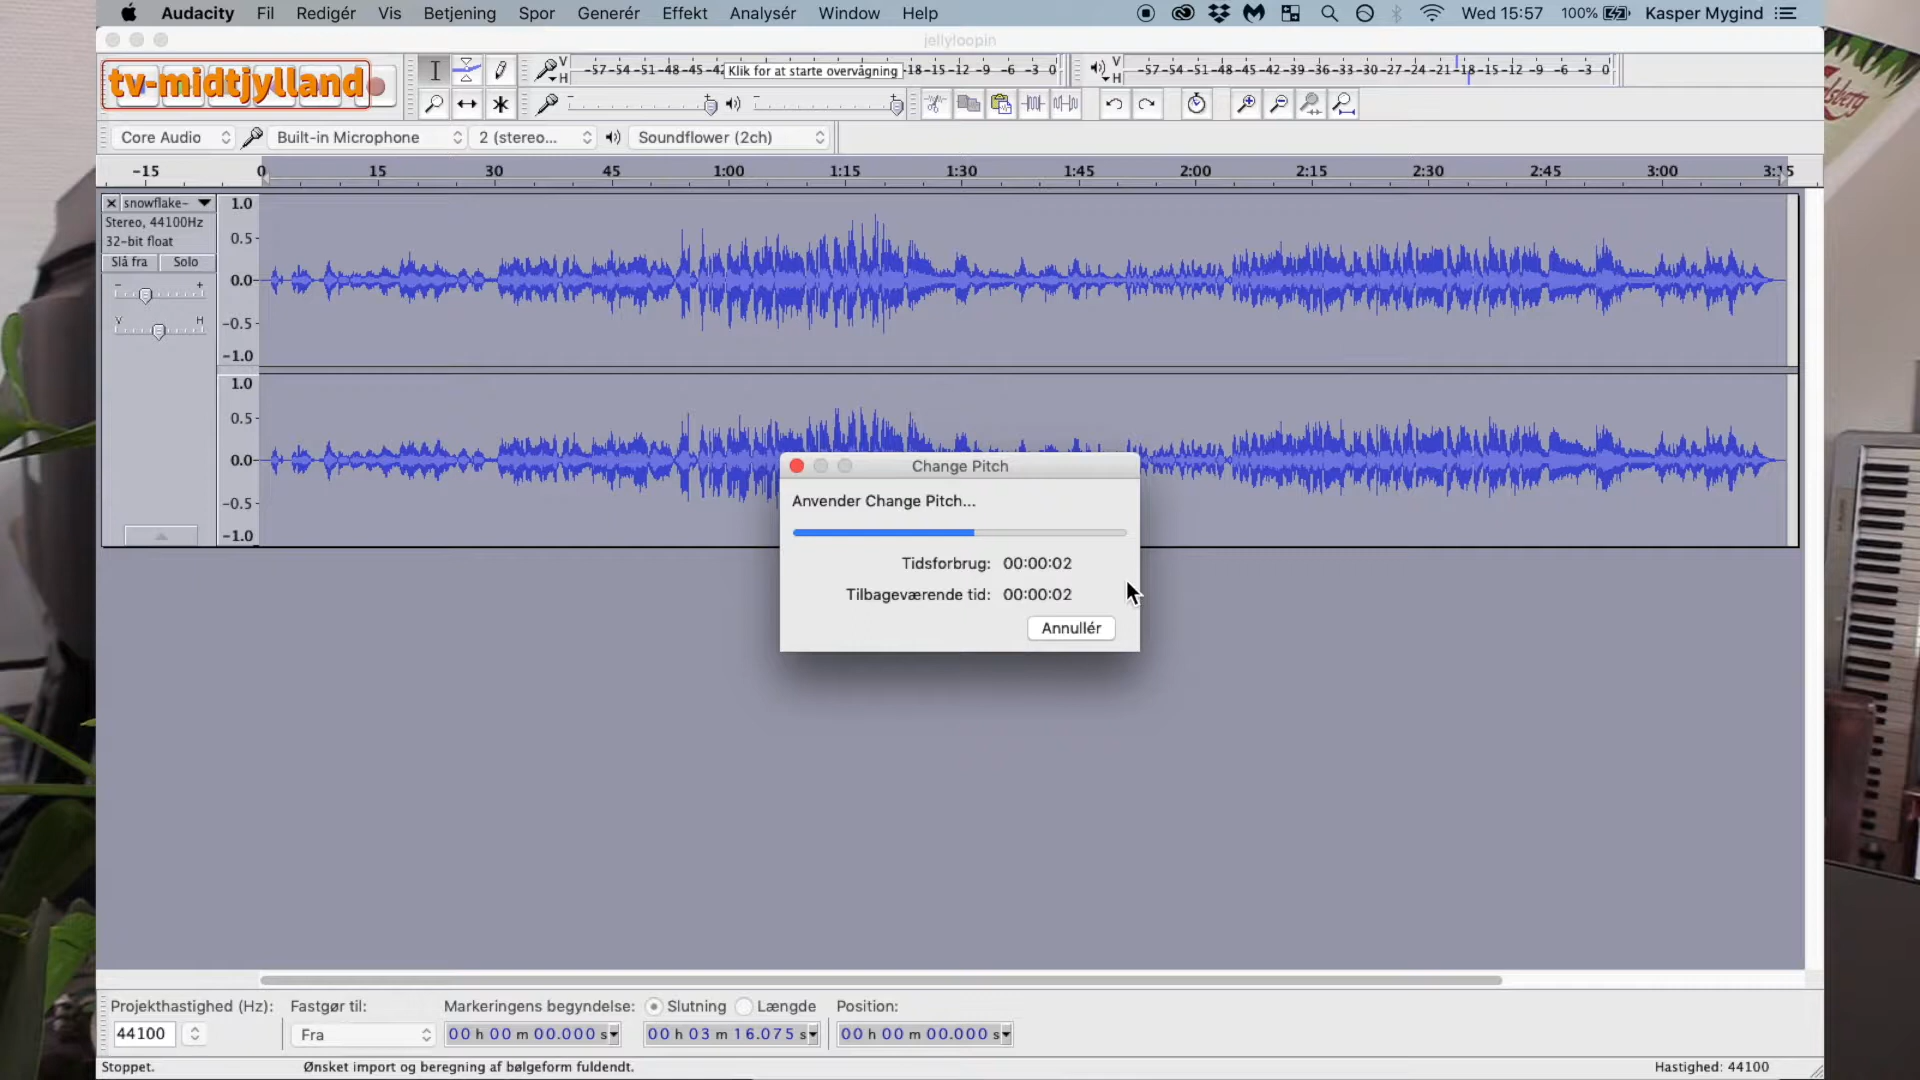 Audacity Fil Redigér Vis Betjening Spor Generér Effekt Analysér Window Help Wed 15:57 100% Kasper Mygind
jellyloopin
tv-midtjylland
V H -57 -54 -51 -48 -45 -42 Klik for at starte overvågning -18 -15 -12 -9 -6 -3 0 V H -57 -54 -51 -48 -45 -42 -39 -36 -33 -30 -27 -24 -21 -18 -15 -12 -9 -6 -3 0
Core Audio Built-in Microphone 2 (stereo... Soundflower (2ch)
-15 0 15 30 45 1:00 1:15 1:30 1:45 2:00 2:15 2:30 2:45 3:00 3:15
snowflake-
Stereo, 44100Hz
32-bit float
Slå fra Solo
- +
V H
1.0
0.5
0.0
-0.5
-1.0
1.0
0.5
0.0
-0.5
-1.0
Change Pitch
Anvender Change Pitch...
Tidsforbrug: 00:00:02
Tilbageværende tid: 00:00:02
Annullér
Projekthastighed (Hz): Fastgør til: Markeringens begyndelse: Slutning Længde Position:
44100 Fra 00 h 00 m 00.000 s 00 h 03 m 16.075 s 00 h 00 m 00.000 s
Stoppet. Ønsket import og beregning af bølgeform fuldendt. Hastighed: 44100